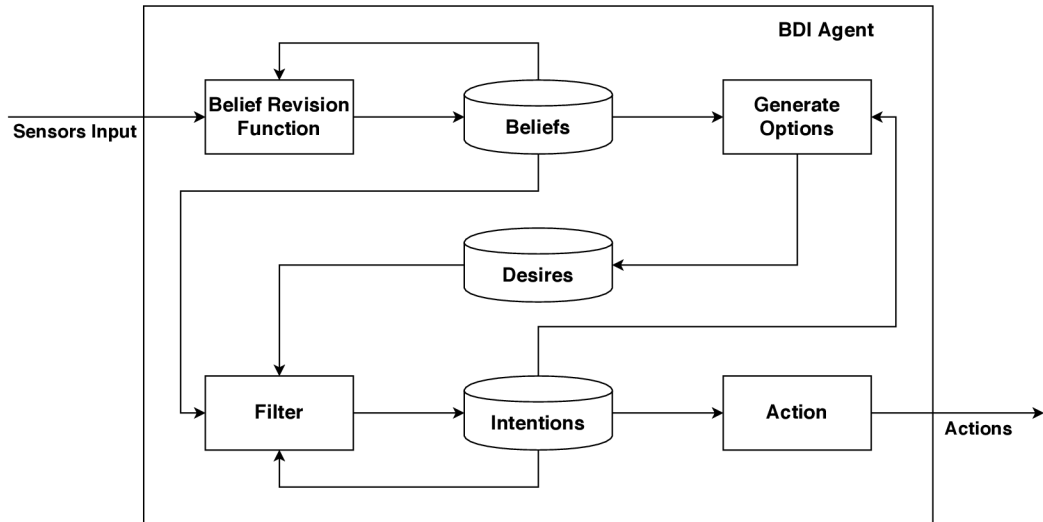 BDI Agent
Sensors Input
Belief Revision
Function
Beliefs
Generate
Options
Desires
Filter
Intentions
Action
Actions